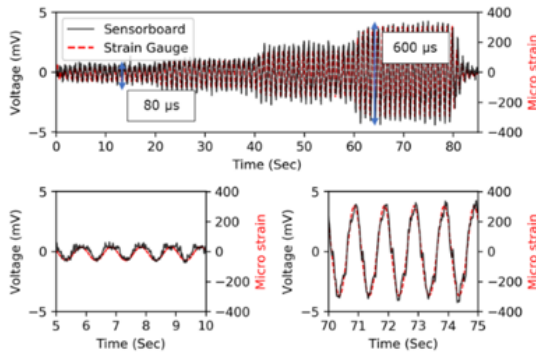 Sensorboard
Strain Gauge
600 μs
80 μs
Voltage (mV)
5
0
−5
400
200
0
−200
−400
Micro strain
0 10 20 30 40 50 60 70 80
Time (Sec)
Voltage (mV)
5
0
−5
400
200
0
−200
−400
Micro strain
5 6 7 8 9 10
Time (Sec)
Voltage (mV)
5
0
−5
400
200
0
−200
−400
Micro strain
70 71 72 73 74 75
Time (Sec)